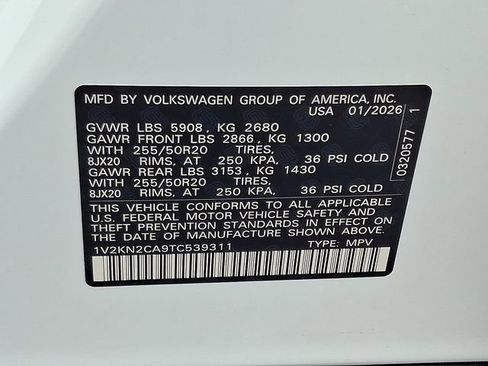 MFD BY VOLKSWAGEN GROUP OF AMERICA, INC.
USA 01/2026
GVWR LBS 5908, KG 2680
GAWR FRONT LBS 2866, KG 1300
WITH 255/50R20 TIRES,
8JX20 RIMS, AT 250 KPA, 36 PSI COLD
GAWR REAR LBS 3153, KG 1430
WITH 255/50R20 TIRES,
8JX20 RIMS, AT 250 KPA, 36 PSI COLD
THIS VEHICLE CONFORMS TO ALL APPLICABLE
U.S. FEDERAL MOTOR VEHICLE SAFETY AND
THEFT PREVENTION STANDARDS IN EFFECT ON
THE DATE OF MANUFACTURE SHOWN ABOVE.
1V2KN2CA9TC539311 TYPE: MPV
0320577 1